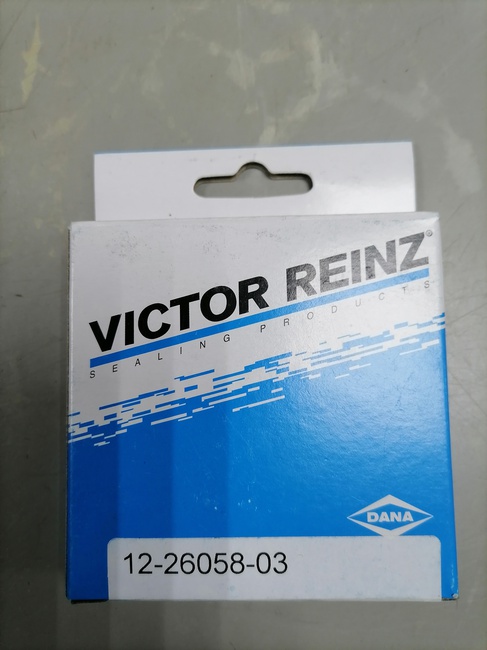 VICTOR REINZ®
SEALING PRODUCTS
DANA
12-26058-03